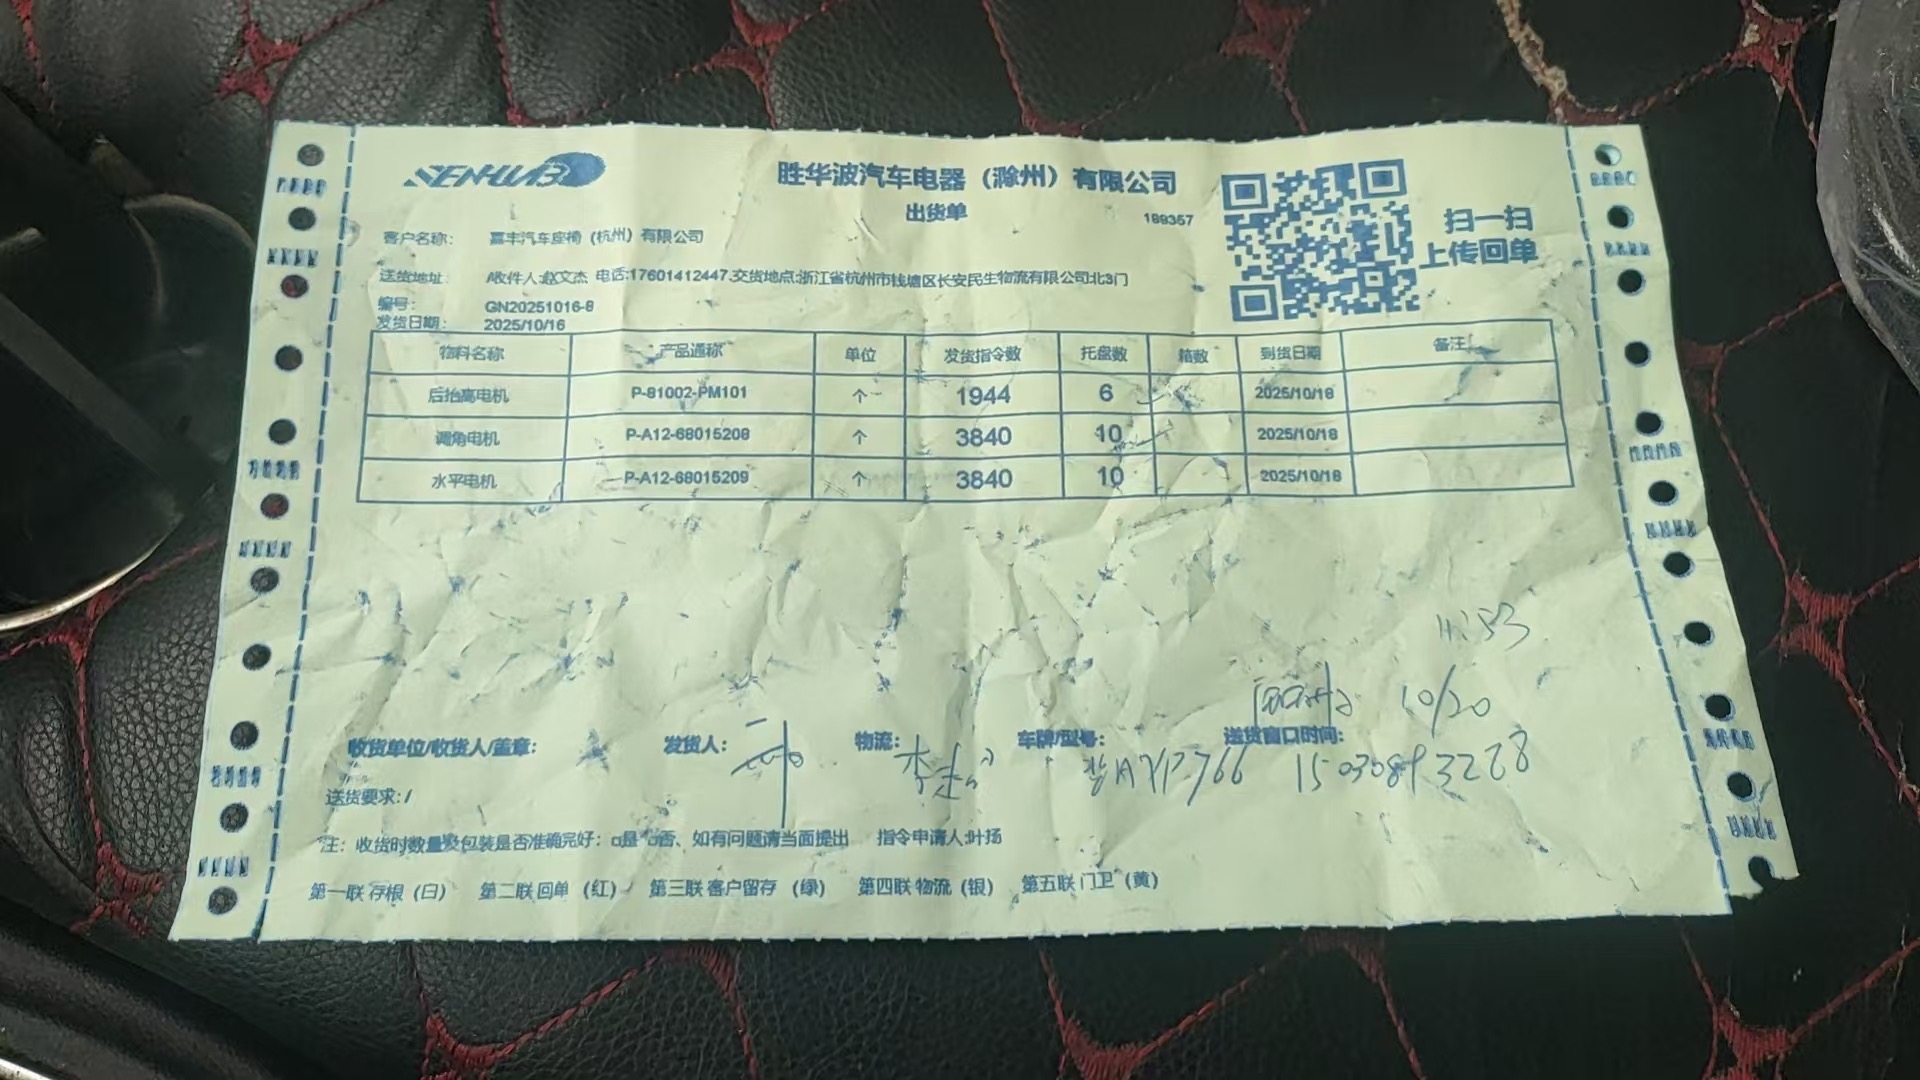 SENHUABO
胜华波汽车电器（滁州）有限公司
出货单
189357
扫一扫
上传回单
客户名称： 嘉丰汽车座椅（杭州）有限公司
送货地址： 收件人:赵文杰 电话:17601412447,交货地点:浙江省杭州市钱塘区长安民生物流有限公司北3门
编号： GN20251016-8
发货日期： 2025/10/16
物料名称 产品通称 单位 发货指令数 托盘数 箱数 到货日期 备注
后抬高电机 P-81002-PM101 个 1944 6 2025/10/18
调角电机 P-A12-68015208 个 3840 10 2025/10/18
水平电机 P-A12-68015209 个 3840 10 2025/10/18
11:53
10/20
收货单位/收货人/盖章： 发货人： 物流： 车牌/型号： 送货窗口时间：
送货要求:/
注：收货时数量及包装是否准确完好：□是 □否、如有问题请当面提出 指令申请人:叶扬
第一联 存根（白） 第二联 回单（红） 第三联 客户留存（绿） 第四联 物流（银） 第五联 门卫（黄）